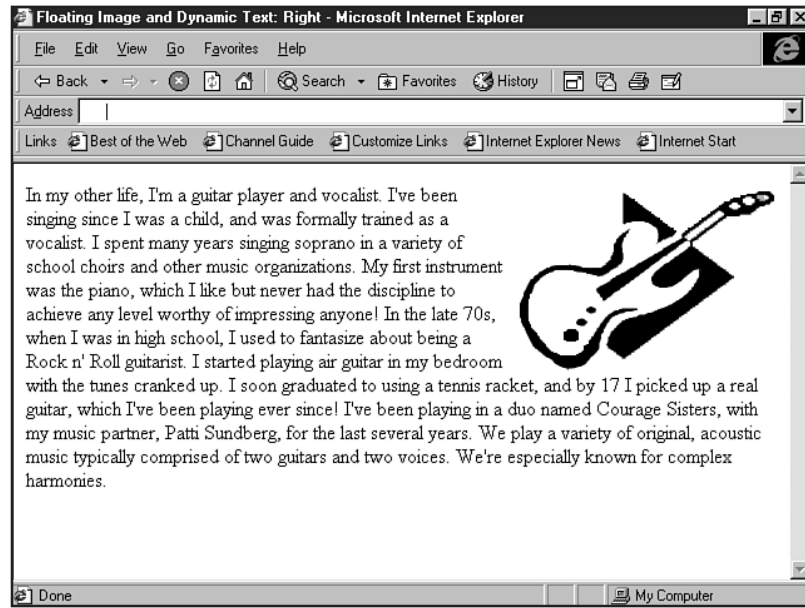 Floating Image and Dynamic Text: Right - Microsoft Internet Explorer
File Edit View Go Favorites Help
Back Search Favorites History
Address
Links Best of the Web Channel Guide Customize Links Internet Explorer News Internet Start
In my other life, I'm a guitar player and vocalist. I've been
singing since I was a child, and was formally trained as a
vocalist. I spent many years singing soprano in a variety of
school choirs and other music organizations. My first instrument
was the piano, which I like but never had the discipline to
achieve any level worthy of impressing anyone! In the late 70s,
when I was in high school, I used to fantasize about being a
Rock n' Roll guitarist. I started playing air guitar in my bedroom
with the tunes cranked up. I soon graduated to using a tennis racket, and by 17 I picked up a real
guitar, which I've been playing ever since! I've been playing in a duo named Courage Sisters, with
my music partner, Patti Sundberg, for the last several years. We play a variety of original, acoustic
music typically comprised of two guitars and two voices. We're especially known for complex
harmonies.
Done My Computer